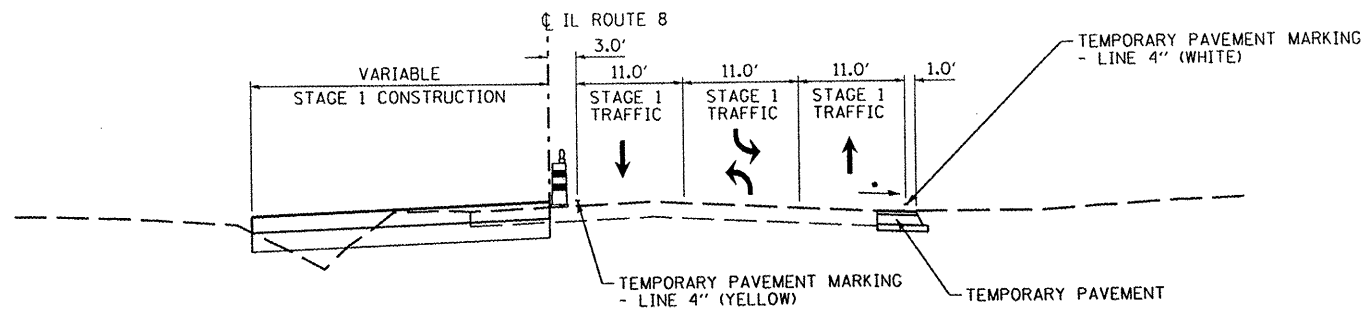 ℄ IL ROUTE 8
3.0'
TEMPORARY PAVEMENT MARKING
- LINE 4" (WHITE)
VARIABLE
STAGE 1 CONSTRUCTION
11.0'
STAGE 1
TRAFFIC
11.0'
STAGE 1
TRAFFIC
11.0'
STAGE 1
TRAFFIC
1.0'
TEMPORARY PAVEMENT MARKING
- LINE 4" (YELLOW)
TEMPORARY PAVEMENT